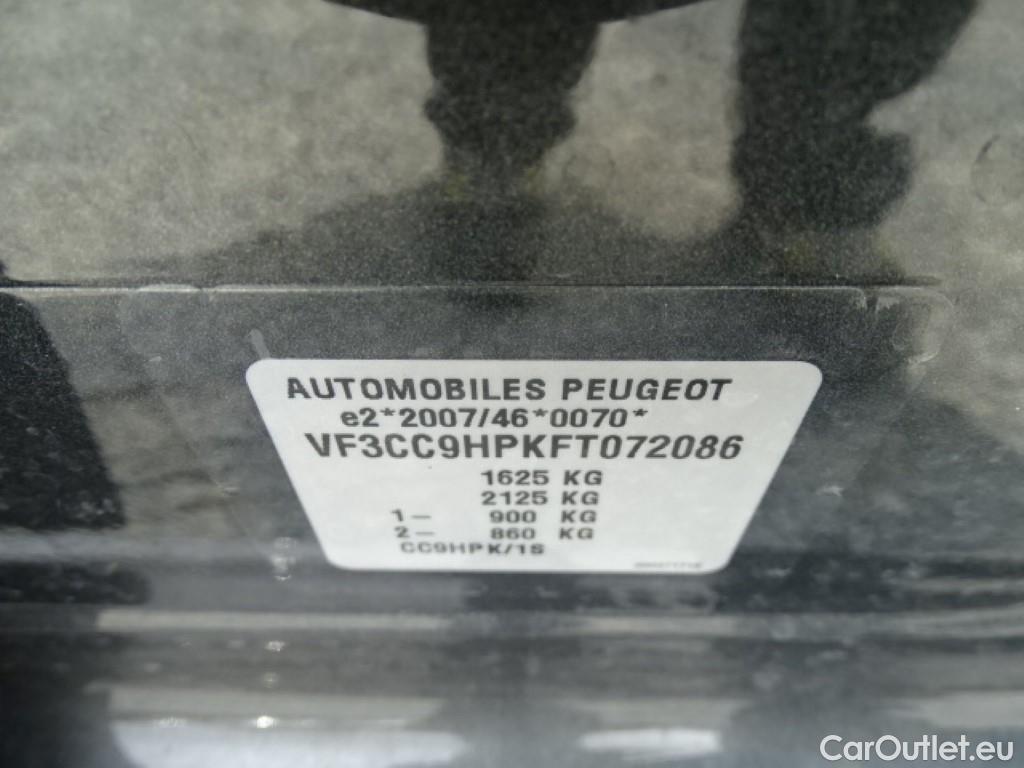 AUTOMOBILES PEUGEOT
e2*2007/46*0070*
VF3CC9HPKFT072086
1625 KG
2125 KG
1- 900 KG
2- 860 KG
CC9HPK/1S
CarOutlet.eu